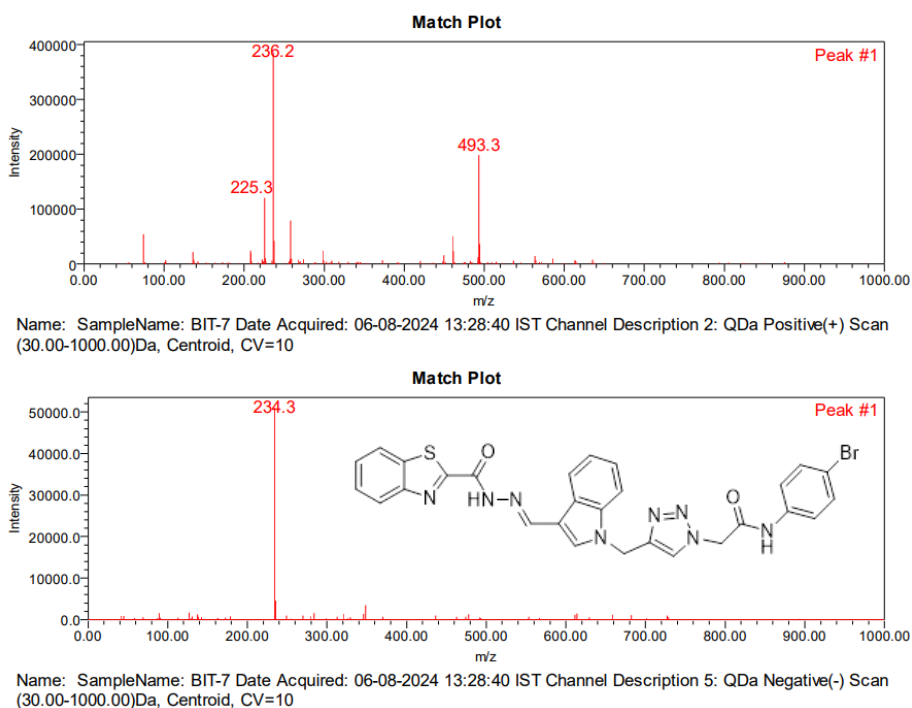 Match Plot
Peak #1
236.2
493.3
225.3
400000
300000
200000
100000
0
Intensity
0.00 100.00 200.00 300.00 400.00 500.00 600.00 700.00 800.00 900.00 1000.00
m/z
Name: SampleName: BIT-7 Date Acquired: 06-08-2024 13:28:40 IST Channel Description 2: QDa Positive(+) Scan
(30.00-1000.00)Da, Centroid, CV=10
Match Plot
Peak #1
234.3
50000.0
40000.0
30000.0
20000.0
10000.0
0.0
Intensity
S
O
N
NH
N
N
N
N
N
O
N
H
Br
0.00 100.00 200.00 300.00 400.00 500.00 600.00 700.00 800.00 900.00 1000.00
m/z
Name: SampleName: BIT-7 Date Acquired: 06-08-2024 13:28:40 IST Channel Description 5: QDa Negative(-) Scan
(30.00-1000.00)Da, Centroid, CV=10